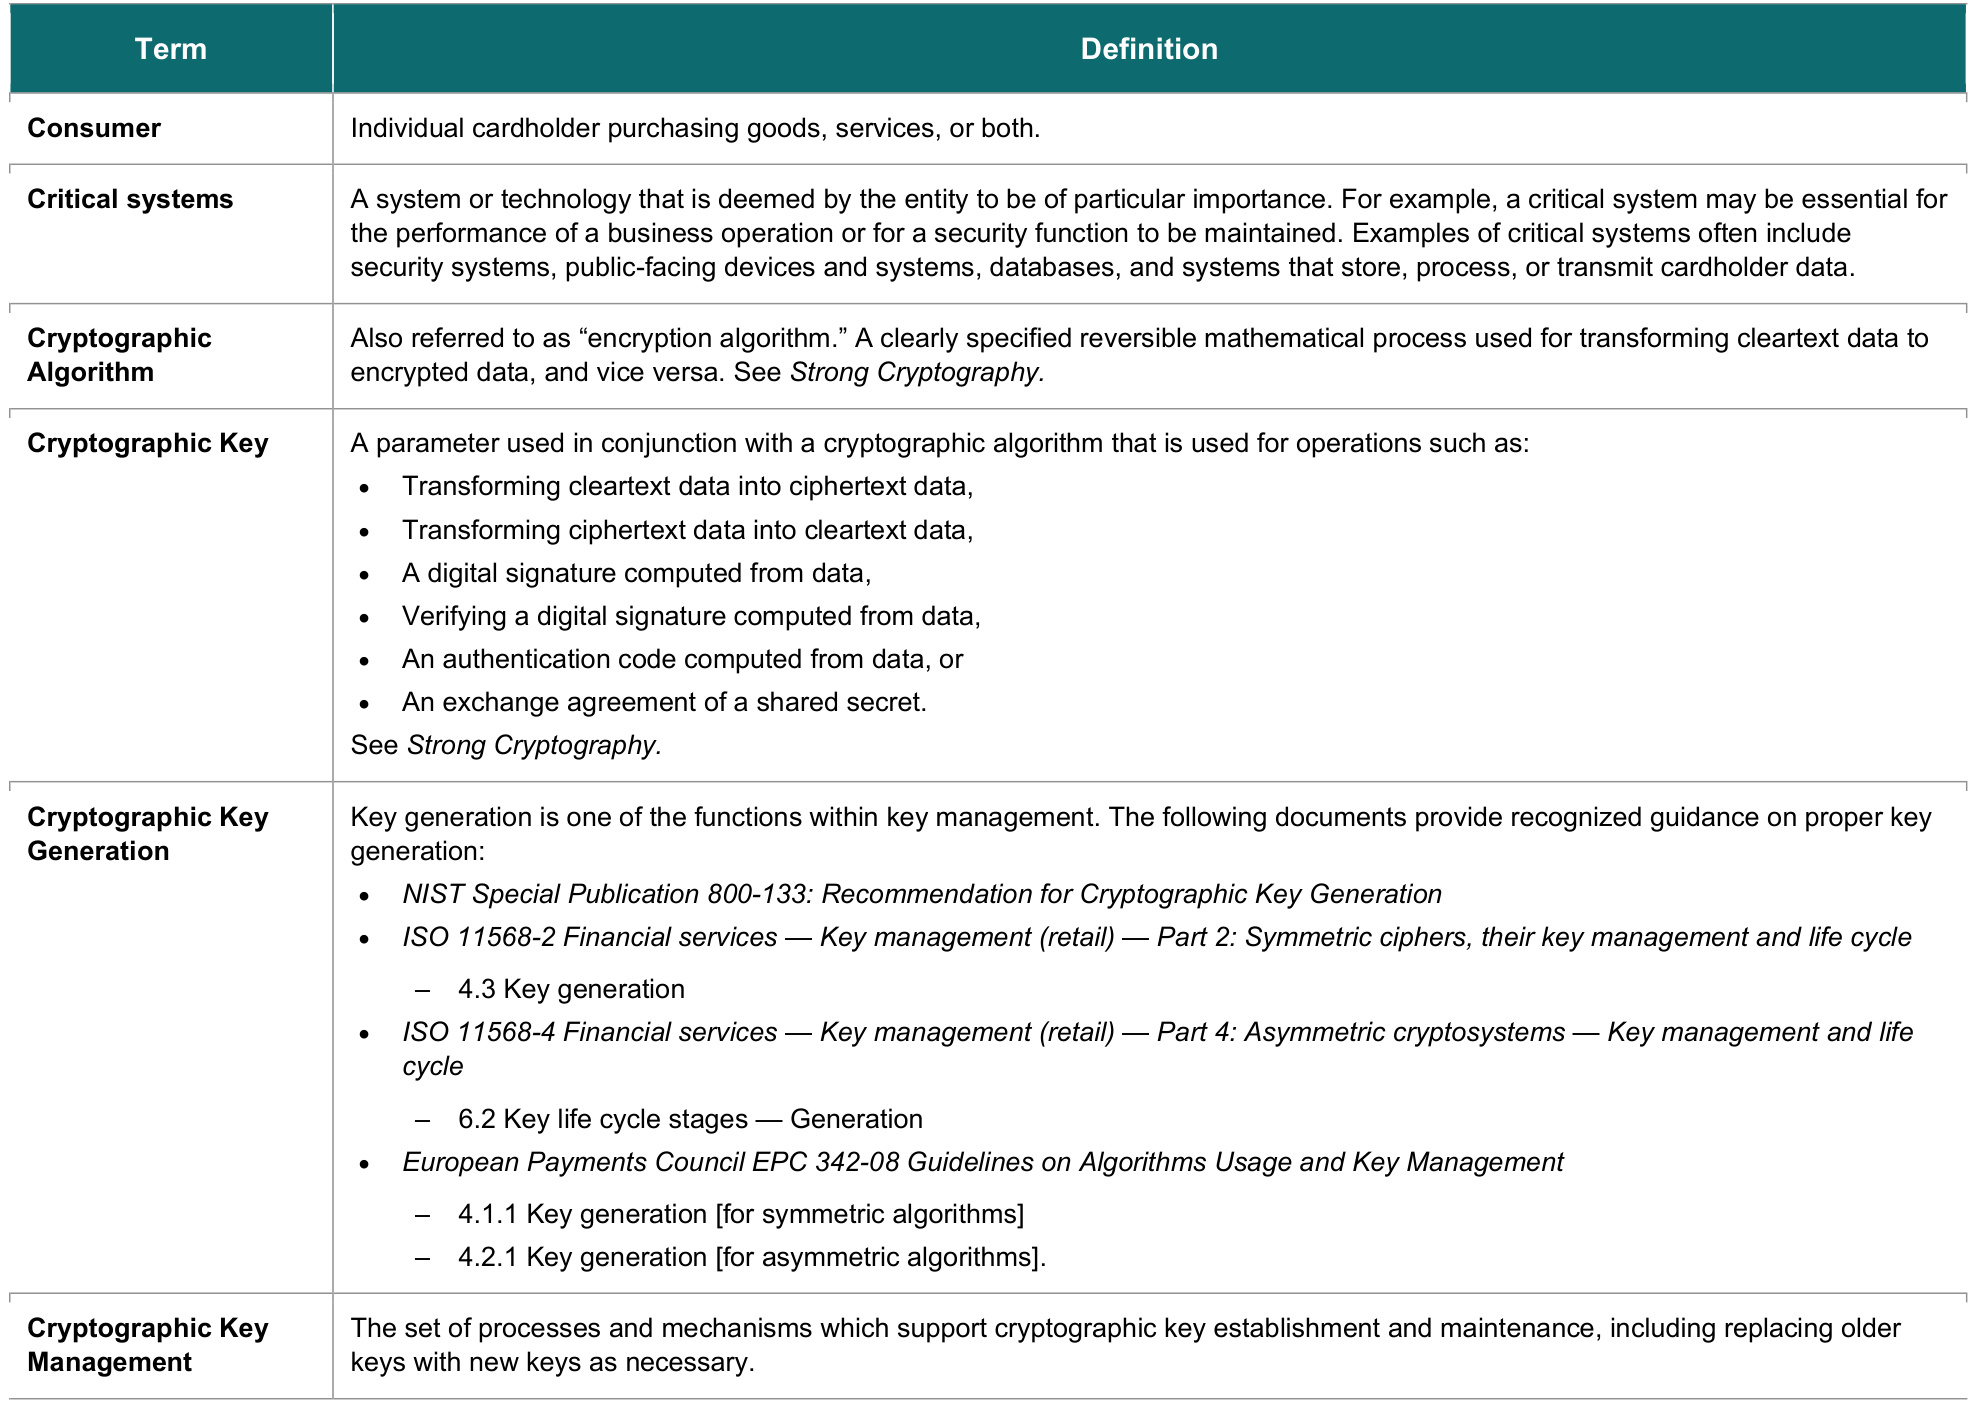 Term
Definition
Consumer
Individual cardholder purchasing goods, services, or both.
Critical systems
A system or technology that is deemed by the entity to be of particular importance. For example, a critical system may be essential for
the performance of a business operation or for a security function to be maintained. Examples of critical systems often include
security systems, public-facing devices and systems, databases, and systems that store, process, or transmit cardholder data.
Cryptographic
Algorithm
Also referred to as “encryption algorithm.” A clearly specified reversible mathematical process used for transforming cleartext data to
encrypted data, and vice versa. See Strong Cryptography.
Cryptographic Key
A parameter used in conjunction with a cryptographic algorithm that is used for operations such as:
• Transforming cleartext data into ciphertext data,
• Transforming ciphertext data into cleartext data,
• A digital signature computed from data,
• Verifying a digital signature computed from data,
• An authentication code computed from data, or
• An exchange agreement of a shared secret.
See Strong Cryptography.
Cryptographic Key
Generation
Key generation is one of the functions within key management. The following documents provide recognized guidance on proper key
generation:
• NIST Special Publication 800-133: Recommendation for Cryptographic Key Generation
• ISO 11568-2 Financial services — Key management (retail) — Part 2: Symmetric ciphers, their key management and life cycle
– 4.3 Key generation
• ISO 11568-4 Financial services — Key management (retail) — Part 4: Asymmetric cryptosystems — Key management and life
cycle
– 6.2 Key life cycle stages — Generation
• European Payments Council EPC 342-08 Guidelines on Algorithms Usage and Key Management
– 4.1.1 Key generation [for symmetric algorithms]
– 4.2.1 Key generation [for asymmetric algorithms].
Cryptographic Key
Management
The set of processes and mechanisms which support cryptographic key establishment and maintenance, including replacing older
keys with new keys as necessary.